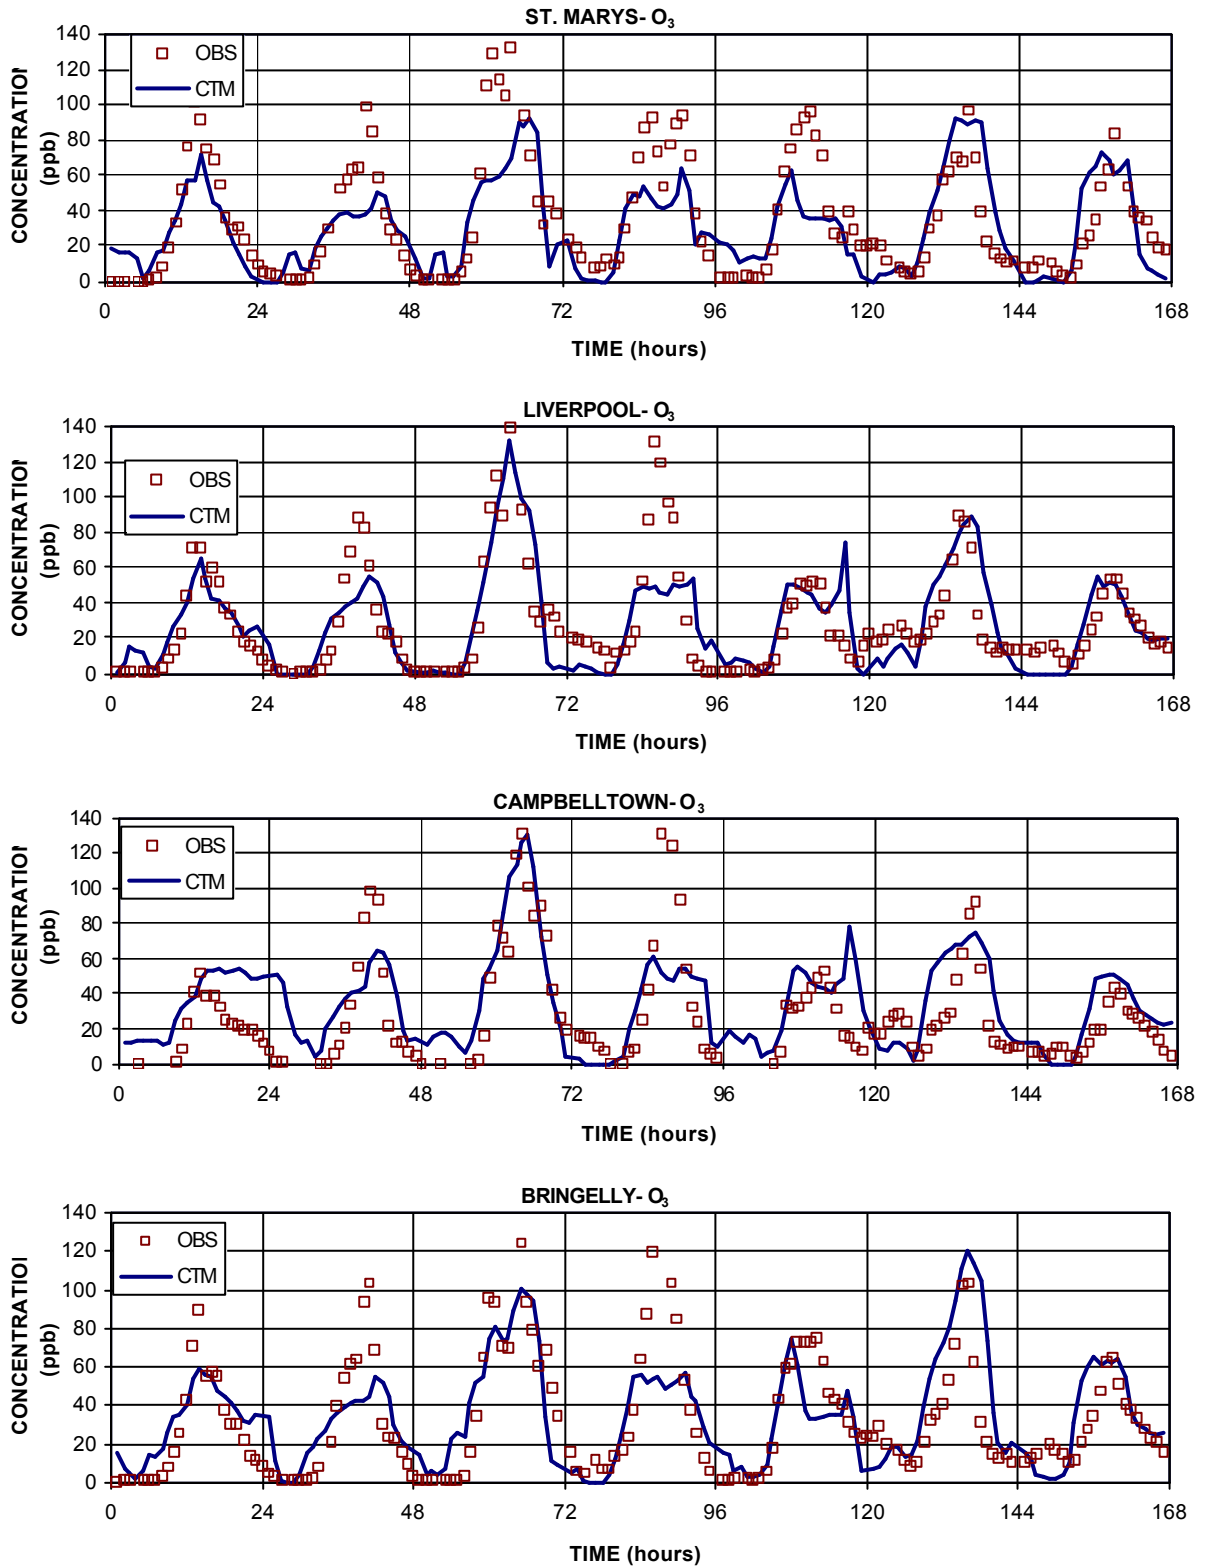 ST. MARYS- O3
140
120
100
80
60
40
20
0
CONCENTRATION
(ppb)
OBS
CTM
0 24 48 72 96 120 144 168
TIME (hours)
LIVERPOOL- O3
140
120
100
80
60
40
20
0
CONCENTRATION
(ppb)
OBS
CTM
0 24 48 72 96 120 144 168
TIME (hours)
CAMPBELLTOWN- O3
140
120
100
80
60
40
20
0
CONCENTRATION
(ppb)
OBS
CTM
0 24 48 72 96 120 144 168
TIME (hours)
BRINGELLY- O3
140
120
100
80
60
40
20
0
CONCENTRATION
(ppb)
OBS
CTM
0 24 48 72 96 120 144 168
TIME (hours)